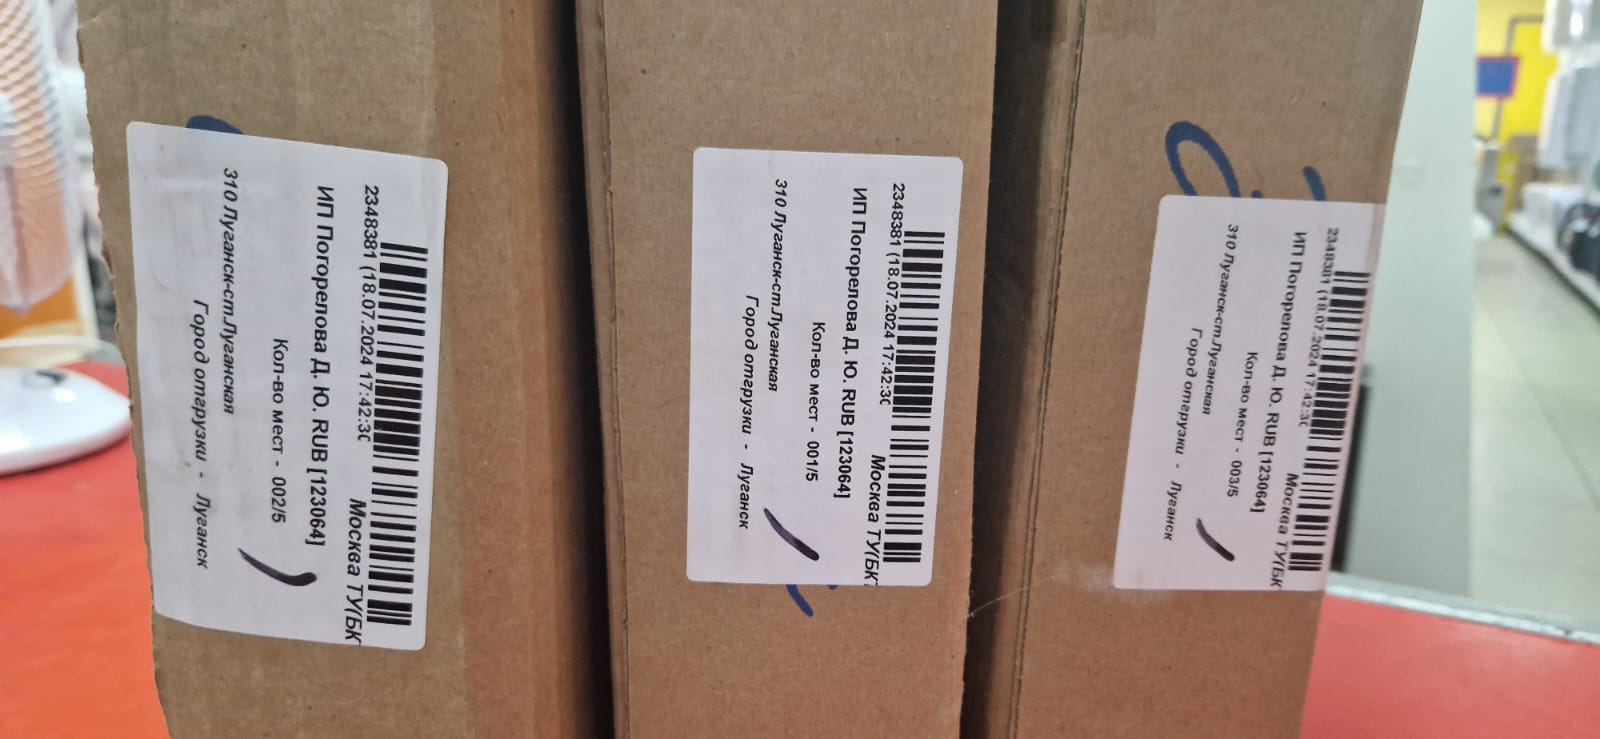 2348381 (18.07.2024 17:42:30
Москва ТУ(БК
ИП Погорелова Д. Ю. RUB [123064]
Кол-во мест - 002/5
310 Луганск-ст.Луганская
Город отгрузки - Луганск
2348381 (18.07.2024 17:42:30
Москва ТУ(БК
ИП Погорелова Д. Ю. RUB [123064]
Кол-во мест - 001/5
310 Луганск-ст.Луганская
Город отгрузки - Луганск
2348381 (18.07.2024 17:42:30
Москва ТУ(БК
ИП Погорелова Д. Ю. RUB [123064]
Кол-во мест - 003/5
310 Луганск-ст.Луганская
Город отгрузки - Луганск